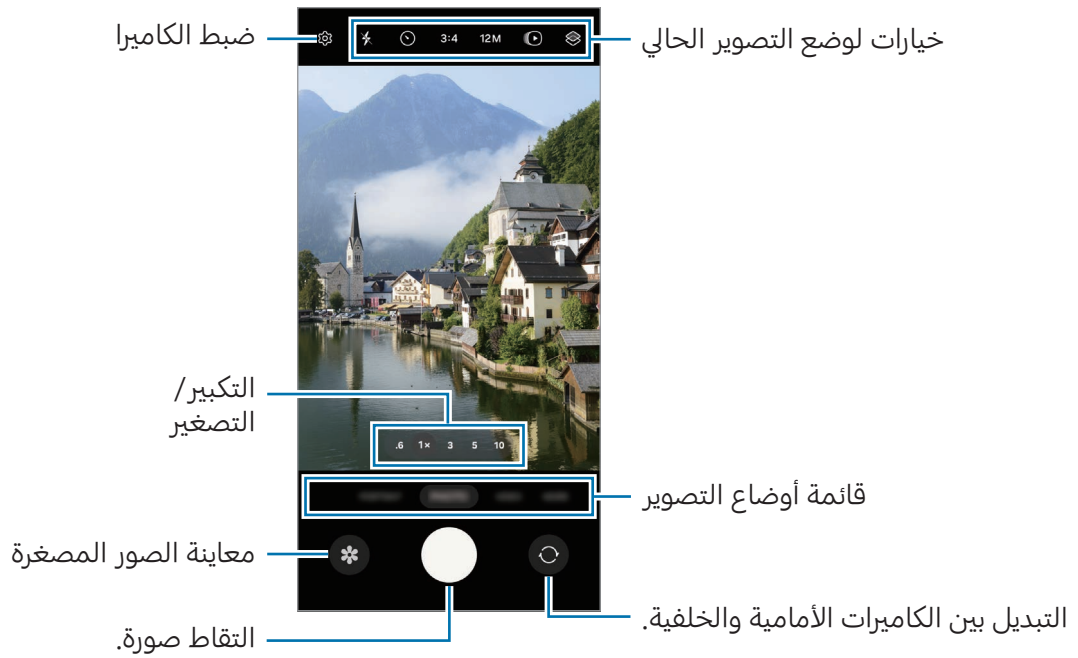 ضبط الكاميرا
3:4
12M
خيارات لوضع التصوير الحالي
التكبير/
التصغير
.6 1× 3 5 10
قائمة أوضاع التصوير
معاينة الصور المصغرة
التبديل بين الكاميرات الأمامية والخلفية.
التقاط صورة.